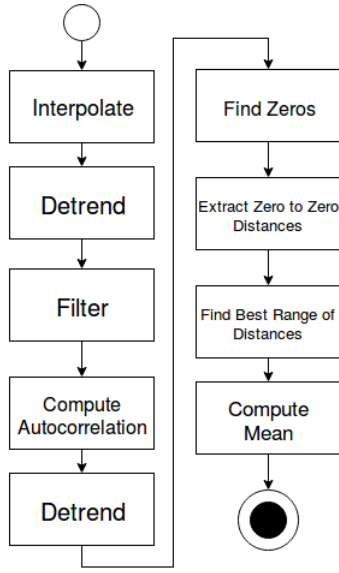 Interpolate
Detrend
Filter
Compute
Autocorrelation
Detrend
Find Zeros
Extract Zero to Zero
Distances
Find Best Range of
Distances
Compute
Mean